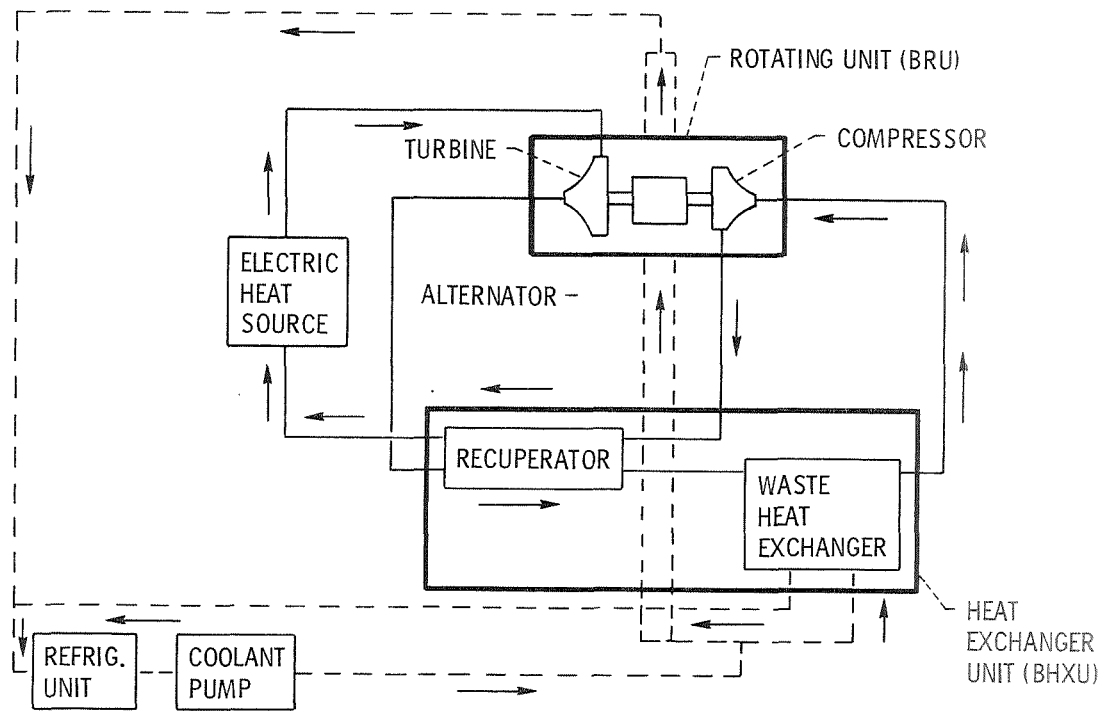 ROTATING UNIT (BRU)
TURBINE
COMPRESSOR
ELECTRIC
HEAT
SOURCE
ALTERNATOR
RECUPERATOR
WASTE
HEAT
EXCHANGER
HEAT
EXCHANGER
UNIT (BHXU)
REFRIG.
UNIT
COOLANT
PUMP